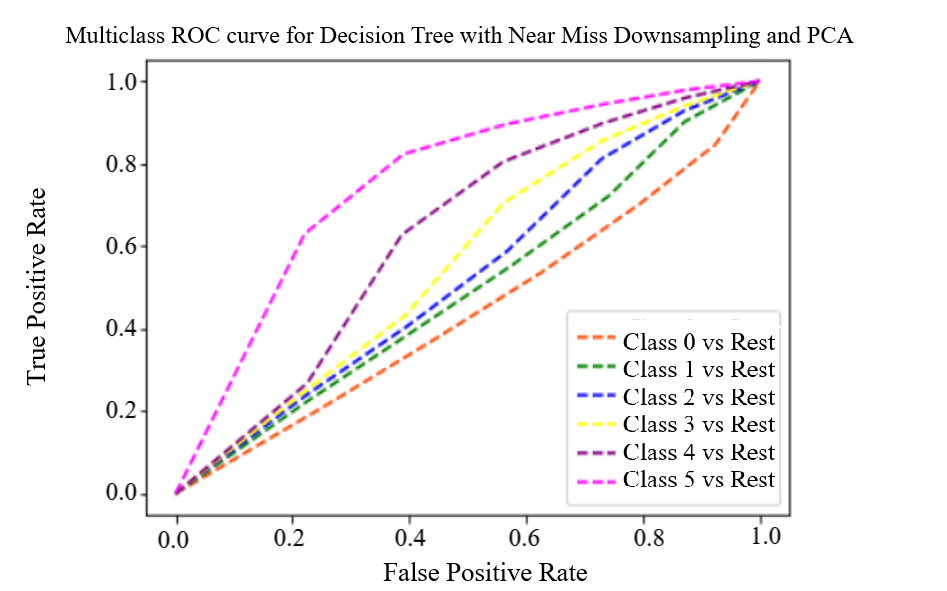 Multiclass ROC curve for Decision Tree with Near Miss Downsampling and PCA
True Positive Rate
1.0
0.8
0.6
0.4
0.2
0.0
0.0 0.2 0.4 0.6 0.8 1.0
False Positive Rate
Class 0 vs Rest
Class 1 vs Rest
Class 2 vs Rest
Class 3 vs Rest
Class 4 vs Rest
Class 5 vs Rest